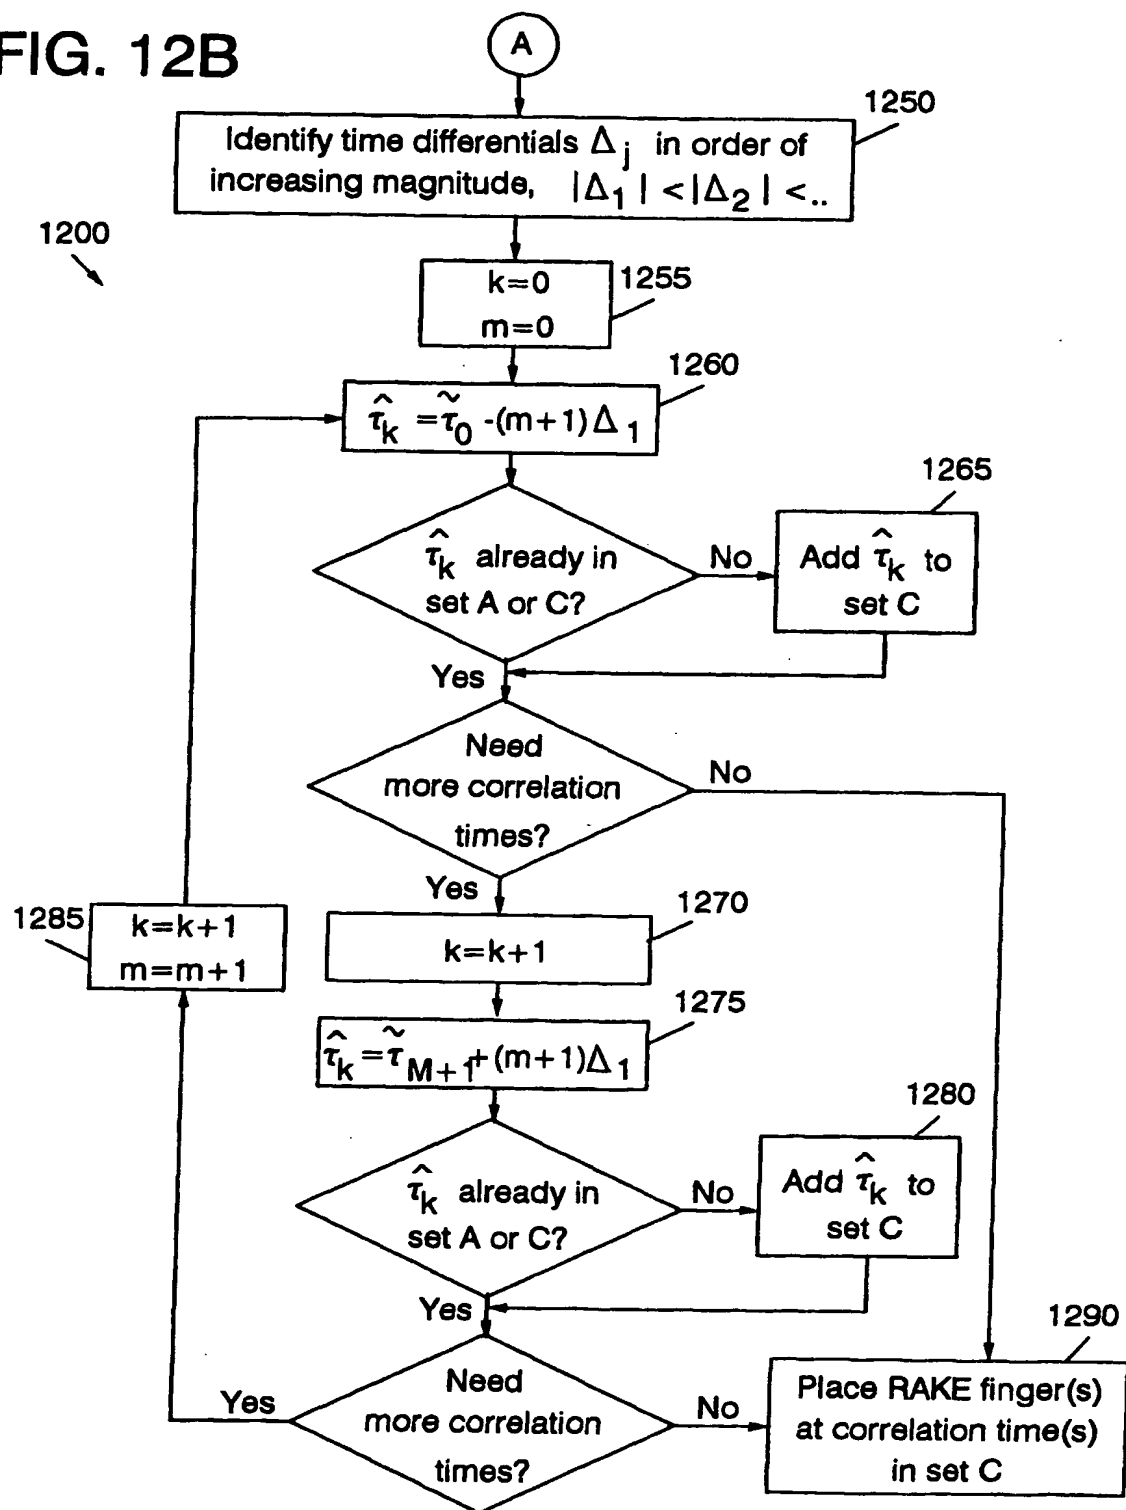 FIG. 12B
A
1250
Identify time differentials Δj in order of
increasing magnitude, |Δ1| <|Δ2| <..
1200
k=0
m=0
1255
1260
τ̂k =τ̃0 -(m+1)Δ1
1265
τ̂k already in
set A or C?
No
Add τ̂k to
set C
Yes
Need
more correlation
times?
No
Yes
1270
k=k+1
1285
k=k+1
m=m+1
1275
τ̂k=τ̃M+1+(m+1)Δ1
1280
τ̂k already in
set A or C?
No
Add τ̂k to
set C
Yes
1290
Need
more correlation
times?
Yes
No
Place RAKE finger(s)
at correlation time(s)
in set C